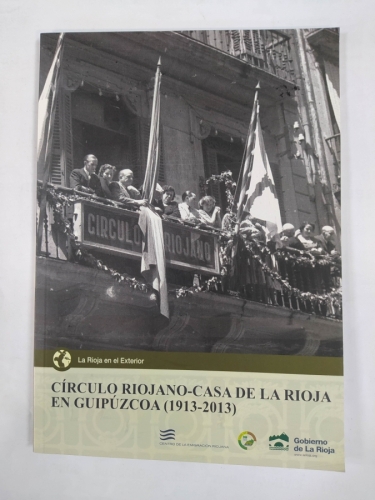 CIRCULO RIOJANO
La Rioja en el Exterior
CÍRCULO RIOJANO-CASA DE LA RIOJA
EN GUIPÚZCOA (1913-2013)
Gobierno
de La Rioja